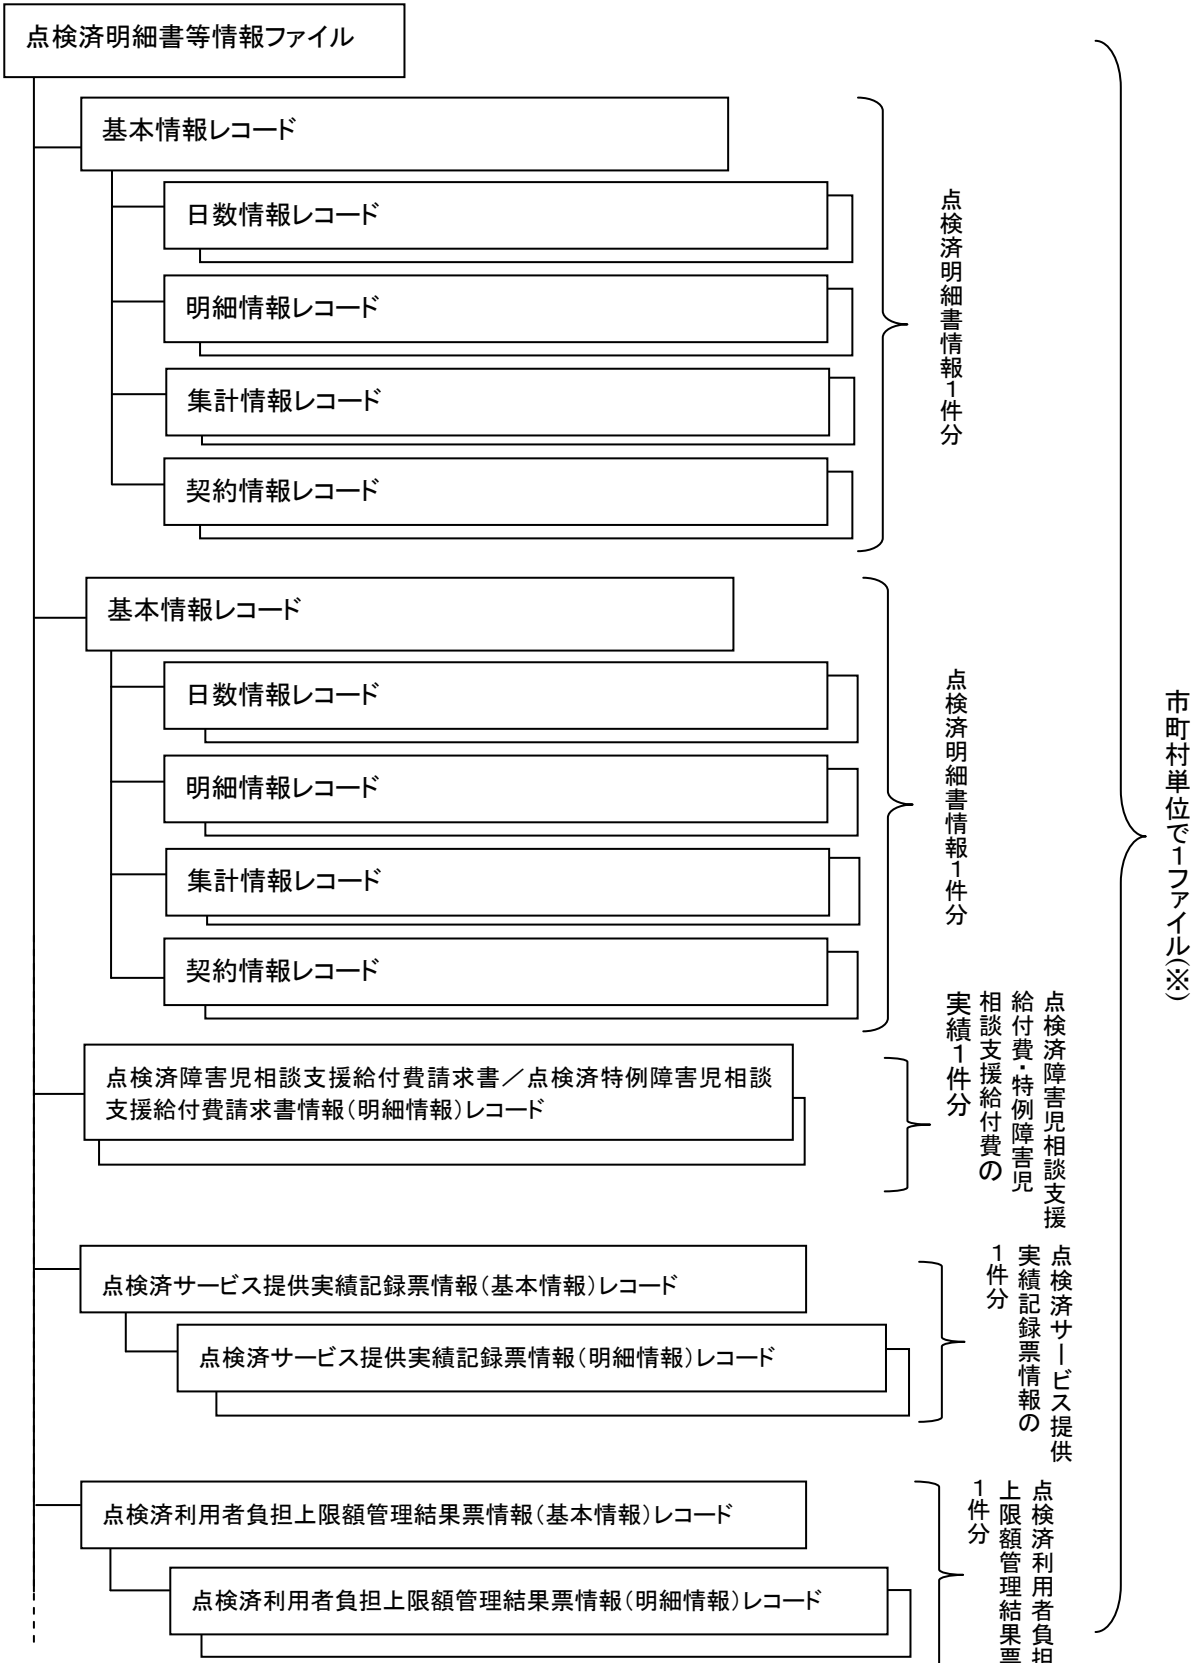 点検済明細書等情報ファイル
基本情報レコード
日数情報レコード
明細情報レコード
集計情報レコード
契約情報レコード
点検済明細書情報1件分
基本情報レコード
日数情報レコード
明細情報レコード
集計情報レコード
契約情報レコード
点検済明細書情報1件分
点検済障害児相談支援給付費請求書／点検済特例障害児相談
支援給付費請求書情報（明細情報）レコード
点検済障害児相談支援
給付費・特例障害児
相談支援給付費の
実績1件分
点検済サービス提供実績記録票情報（基本情報）レコード
点検済サービス提供実績記録票情報（明細情報）レコード
点検済サービス提供
実績記録票情報の
1件分
点検済利用者負担上限額管理結果票情報（基本情報）レコード
点検済利用者負担上限額管理結果票情報（明細情報）レコード
点検済利用者負担
上限額管理結果票
1件分
市町村単位で1ファイル(※)